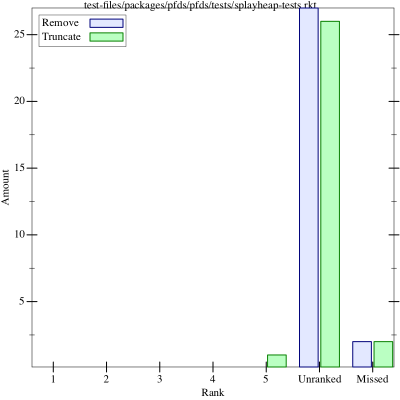 test-files/packages/pfds/pfds/tests/splayheap-tests.rkt
Remove
Truncate
25
20
15
10
5
Amount
1 2 3 4 5 Unranked Missed
Rank